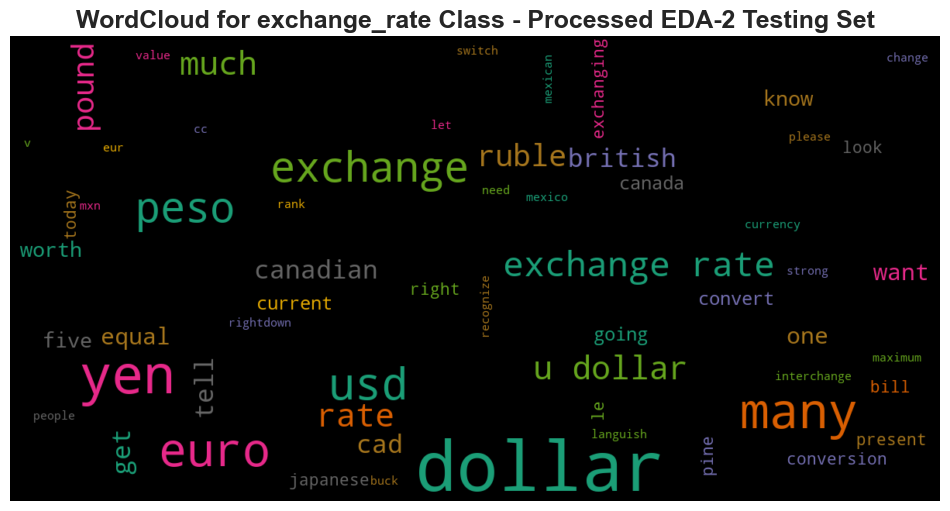 WordCloud for exchange_rate Class - Processed EDA-2 Testing Set
pound
value
much
switch
mexican
exchanging
change
know
v
eur
cc
let
please
look
exchange
ruble
british
canada
need
mexico
today
mxn
peso
rank
currency
worth
canadian
exchange rate
strong
want
current
right
recognize
convert
rightdown
five
equal
going
one
yen
tell
usd
u dollar
maximum
interchange
bill
people
rate
le
many
get
euro
cad
languish
pine
present
conversion
japanese
buck
dollar